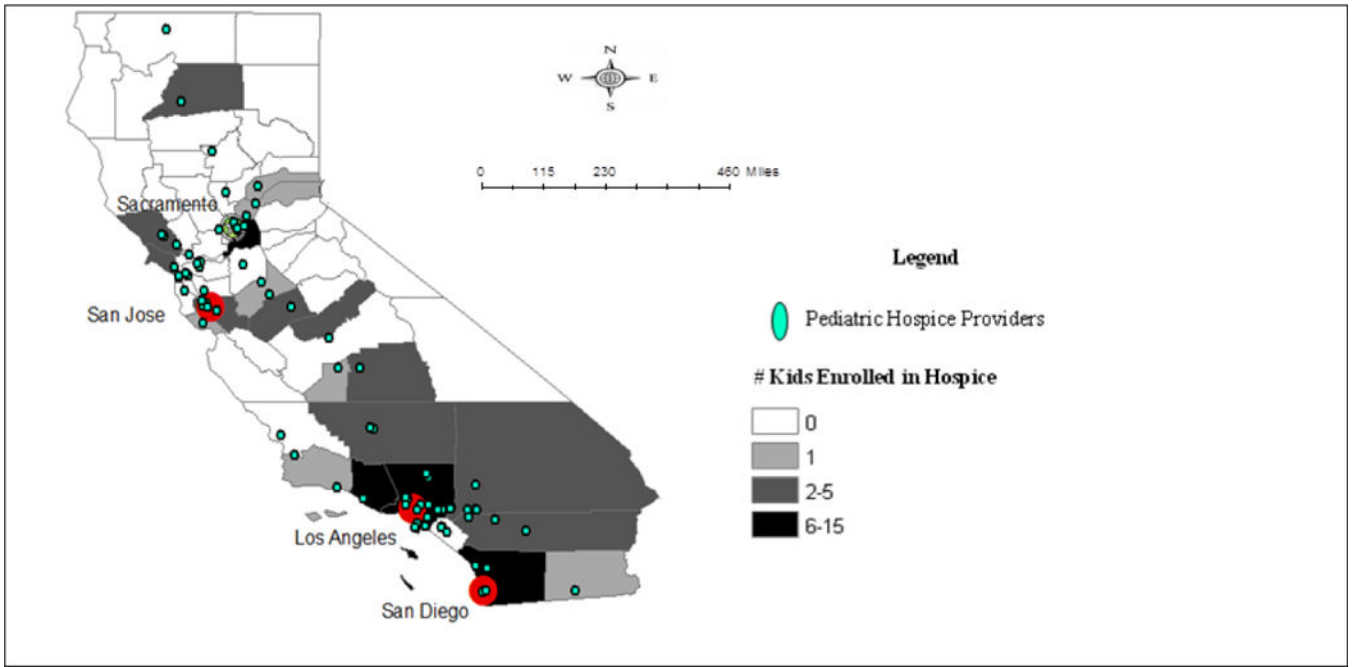 N
W E
S
0 115 230 460 Miles
Sacramento
Legend
San Jose
Pediatric Hospice Providers
# Kids Enrolled in Hospice
0
1
2-5
6-15
Los Angeles
San Diego